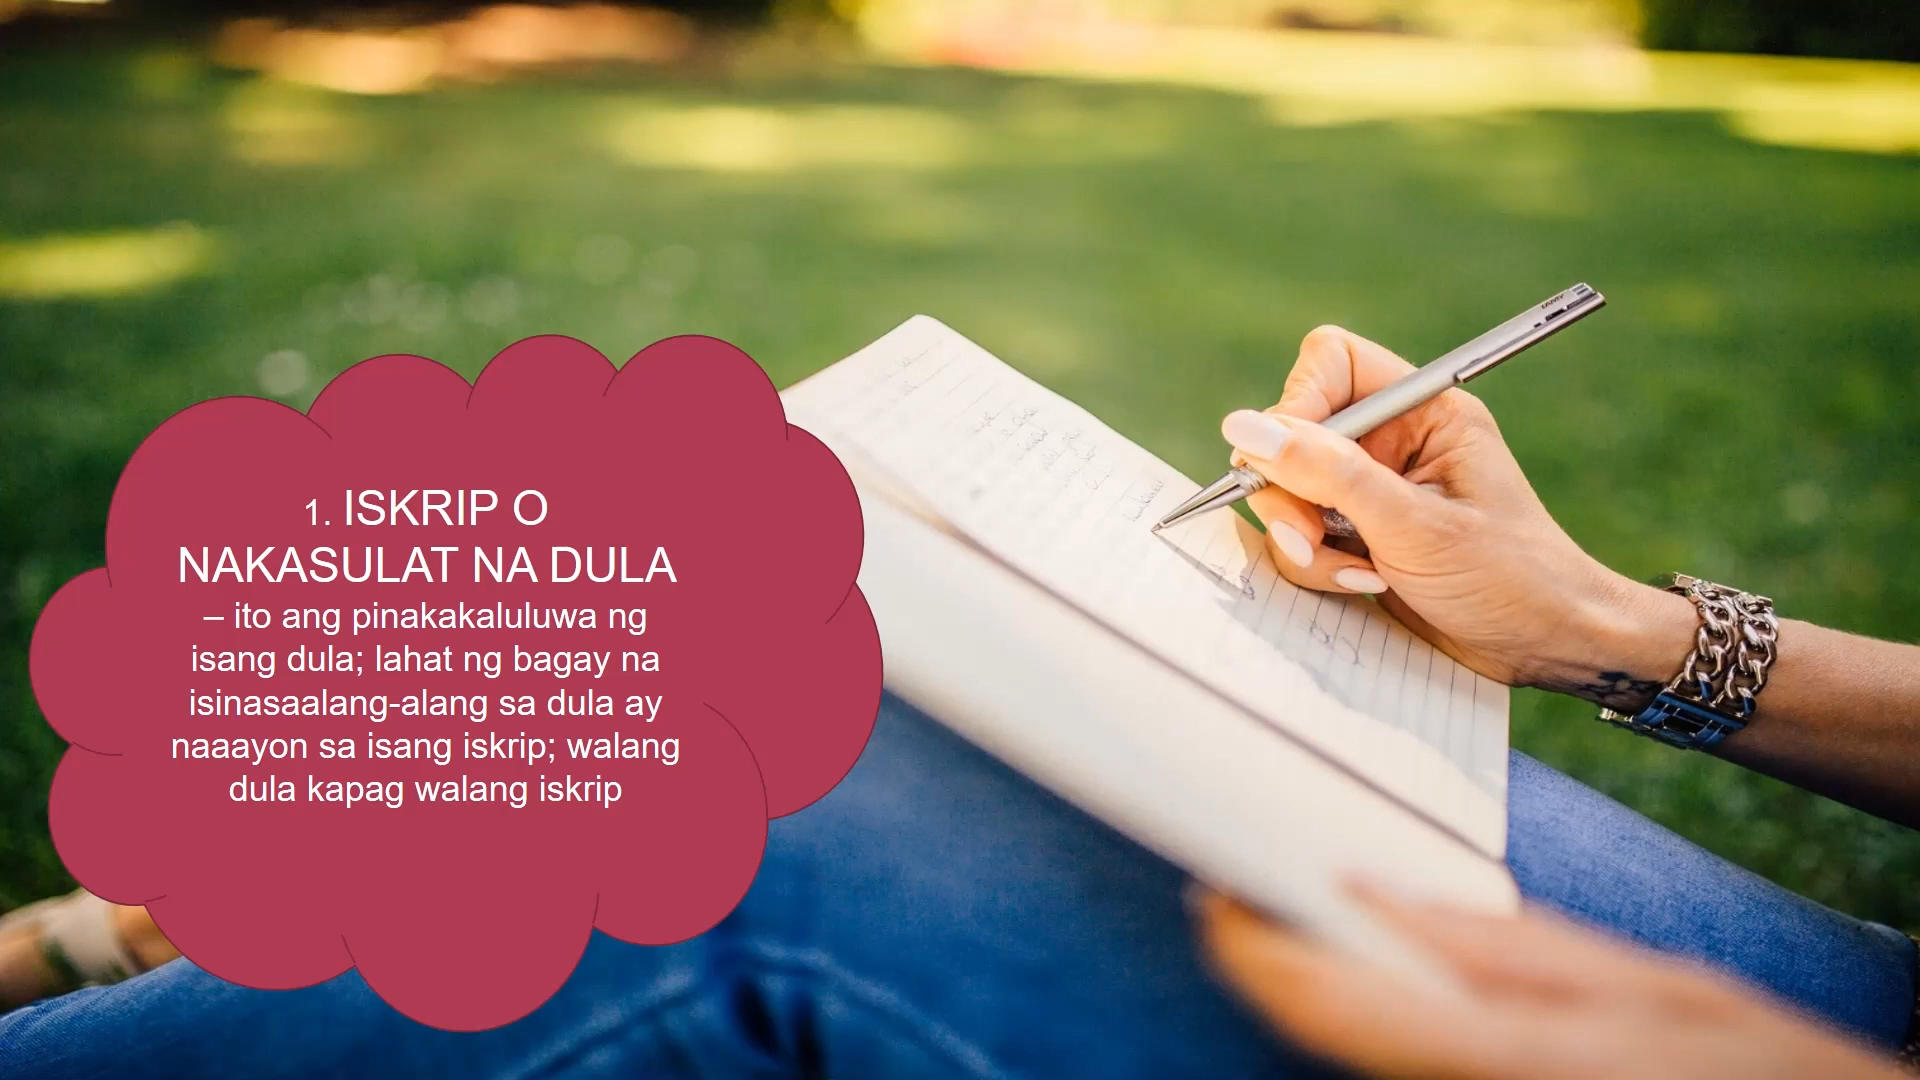 1. ISKRIP O
NAKASULAT NA DULA
– ito ang pinakakaluluwa ng
isang dula; lahat ng bagay na
isinasaalang-alang sa dula ay
naaayon sa isang iskrip; walang
dula kapag walang iskrip
LAMY